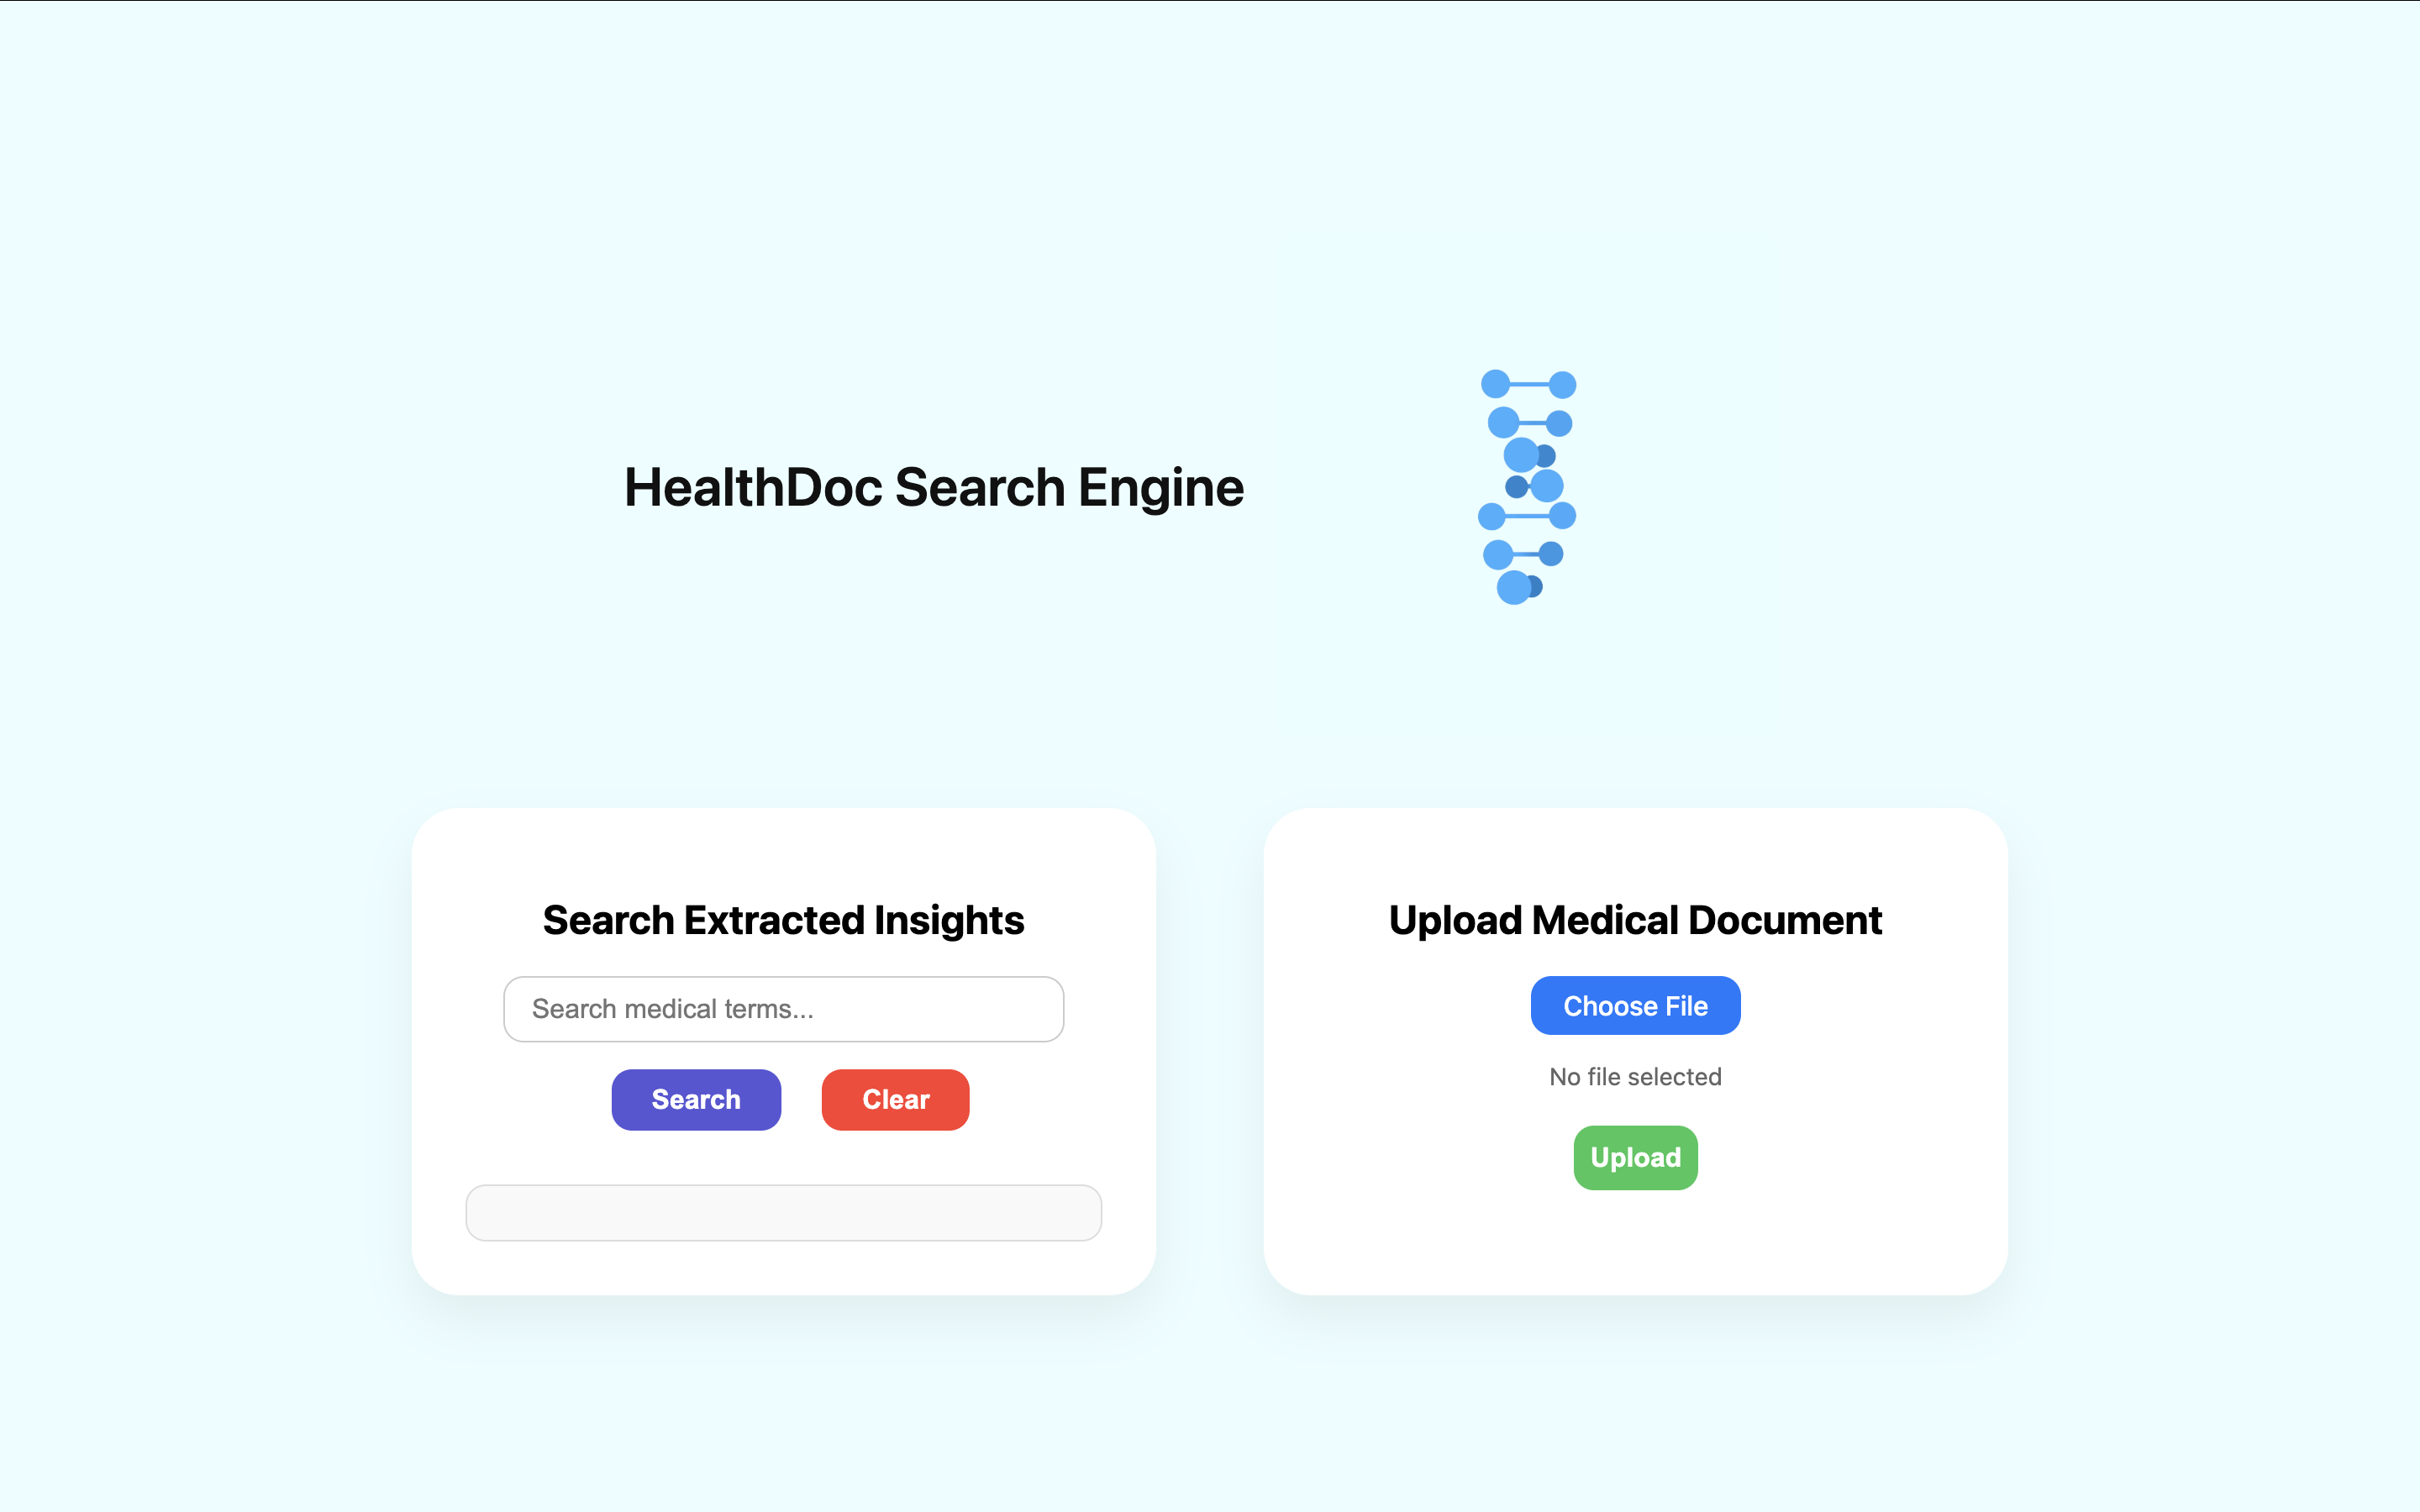 HealthDoc Search Engine
Search Extracted Insights
Search medical terms...
Search
Clear
Upload Medical Document
Choose File
No file selected
Upload